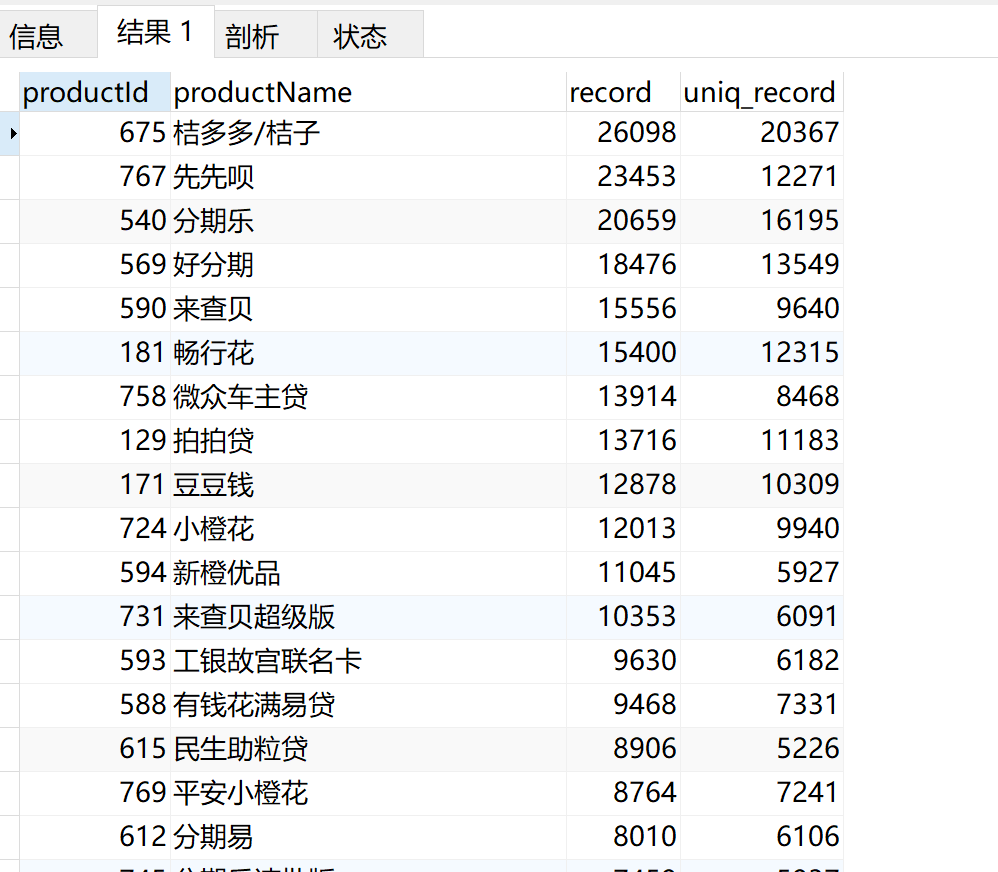 信息 结果 1 剖析 状态
productId productName record uniq_record
675 桔多多/桔子 26098 20367
767 先先呗 23453 12271
540 分期乐 20659 16195
569 好分期 18476 13549
590 来查贝 15556 9640
181 畅行花 15400 12315
758 微众车主贷 13914 8468
129 拍拍贷 13716 11183
171 豆豆钱 12878 10309
724 小橙花 12013 9940
594 新橙优品 11045 5927
731 来查贝超级版 10353 6091
593 工银故宫联名卡 9630 6182
588 有钱花满易贷 9468 7331
615 民生助粒贷 8906 5226
769 平安小橙花 8764 7241
612 分期易 8010 6106